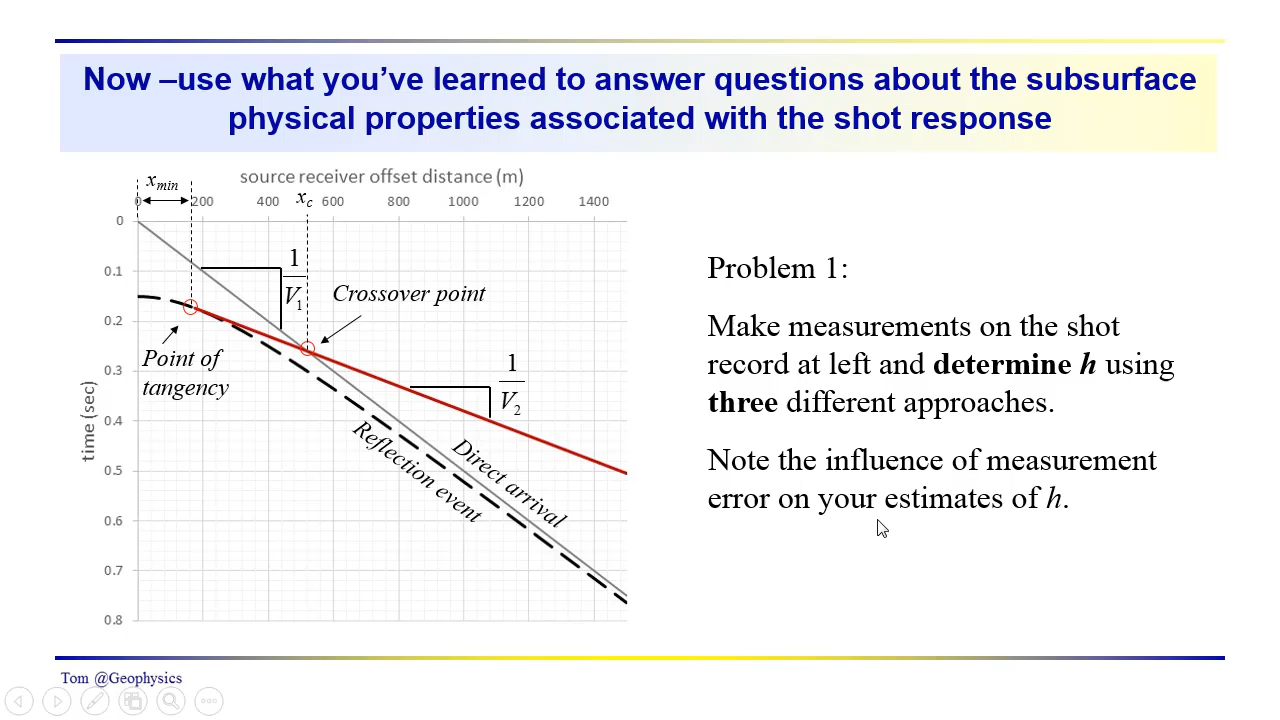 Now –use what you've learned to answer questions about the subsurface
physical properties associated with the shot response
source receiver offset distance (m)
x_min
x_c
0 200 400 600 800 1000 1200 1400
0
0.1
0.2
0.3
0.4
0.5
0.6
0.7
0.8
time (sec)
1
V_1
Crossover point
Point of
tangency
1
V_2
Reflection event
Direct arrival
Problem 1:
Make measurements on the shot
record at left and determine h using
three different approaches.
Note the influence of measurement
error on your estimates of h.
Tom @Geophysics